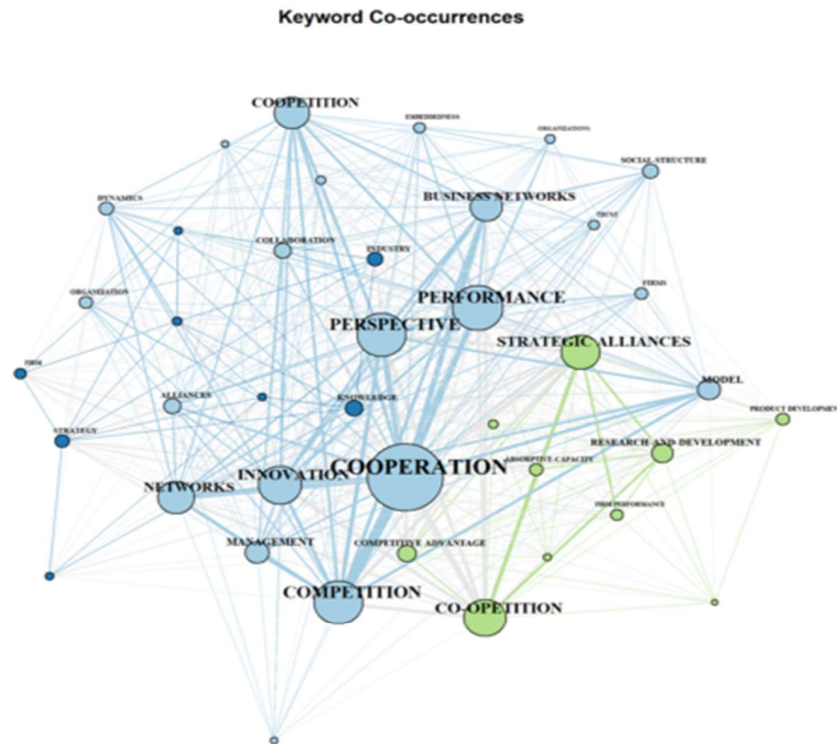 Keyword Co-occurrences
COOPETITION
EMBEDDEDNESS
ORGANIZATIONS
SOCIAL STRUCTURE
BUSINESS NETWORKS
DYNAMICS
TRUST
COLLABORATION
INDUSTRY
FIRMS
ORGANIZATION
PERFORMANCE
PERSPECTIVE
STRATEGIC ALLIANCES
FIRM
MODEL
ALLIANCES
KNOWLEDGE
PRODUCT DEVELOPMENT
STRATEGY
RESEARCH-AND-DEVELOPMENT
COOPERATION
ABSORPTIVE-CAPACITY
INNOVATION
NETWORKS
FIRM PERFORMANCE
MANAGEMENT
COMPETITIVE ADVANTAGE
COMPETITION
CO-OPETITION